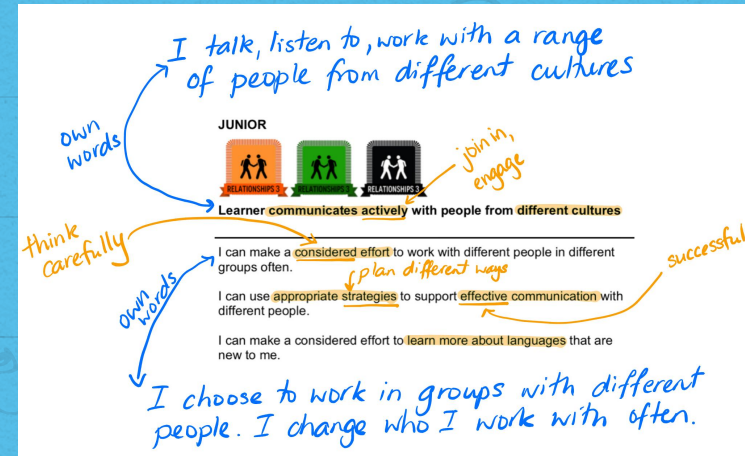 I talk, listen to, work with a range
of people from different cultures
own
words
JUNIOR
RELATIONSHIPS 3
RELATIONSHIPS 3
RELATIONSHIPS 3
join in,
engage
Learner communicates actively with people from different cultures
think
carefully
I can make a considered effort to work with different people in different
groups often.
plan different ways
successful
I can use appropriate strategies to support effective communication with
different people.
own
words
I can make a considered effort to learn more about languages that are
new to me.
I choose to work in groups with different
people. I change who I work with often.